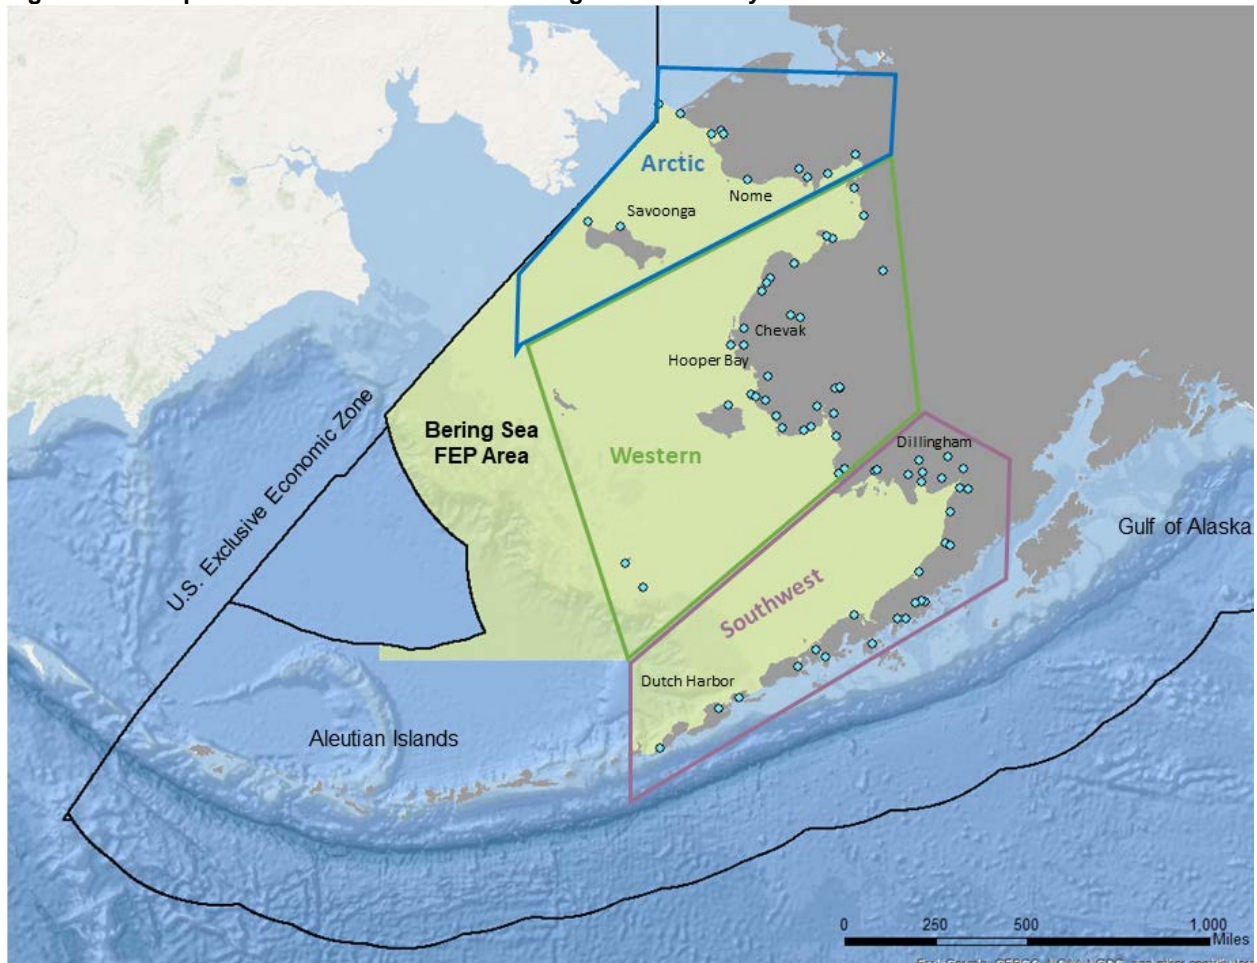 Arctic
Nome
Savoonga
Chevak
Hooper Bay
U.S. Exclusive Economic Zone
Bering Sea
FEP Area
Western
Dillingham
Gulf of Alaska
Southwest
Dutch Harbor
Aleutian Islands
0 250 500 1,000
Miles